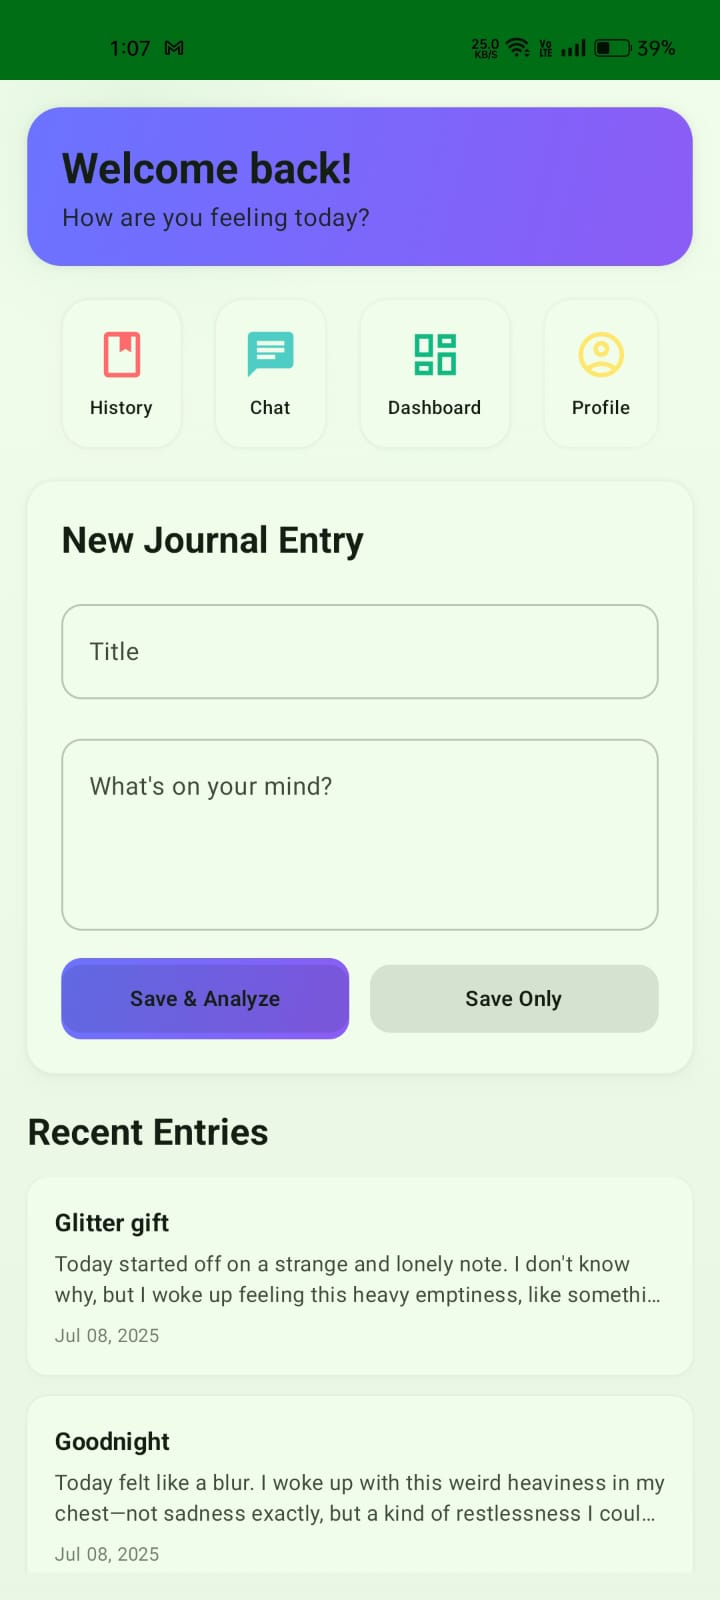 1:07 25.0 KB/S Vo LTE 39%
Welcome back!
How are you feeling today?
History Chat Dashboard Profile
New Journal Entry
Title
What's on your mind?
Save & Analyze Save Only
Recent Entries
Glitter gift
Today started off on a strange and lonely note. I don't know
why, but I woke up feeling this heavy emptiness, like somethi...
Jul 08, 2025
Goodnight
Today felt like a blur. I woke up with this weird heaviness in my
chest—not sadness exactly, but a kind of restlessness I coul...
Jul 08, 2025